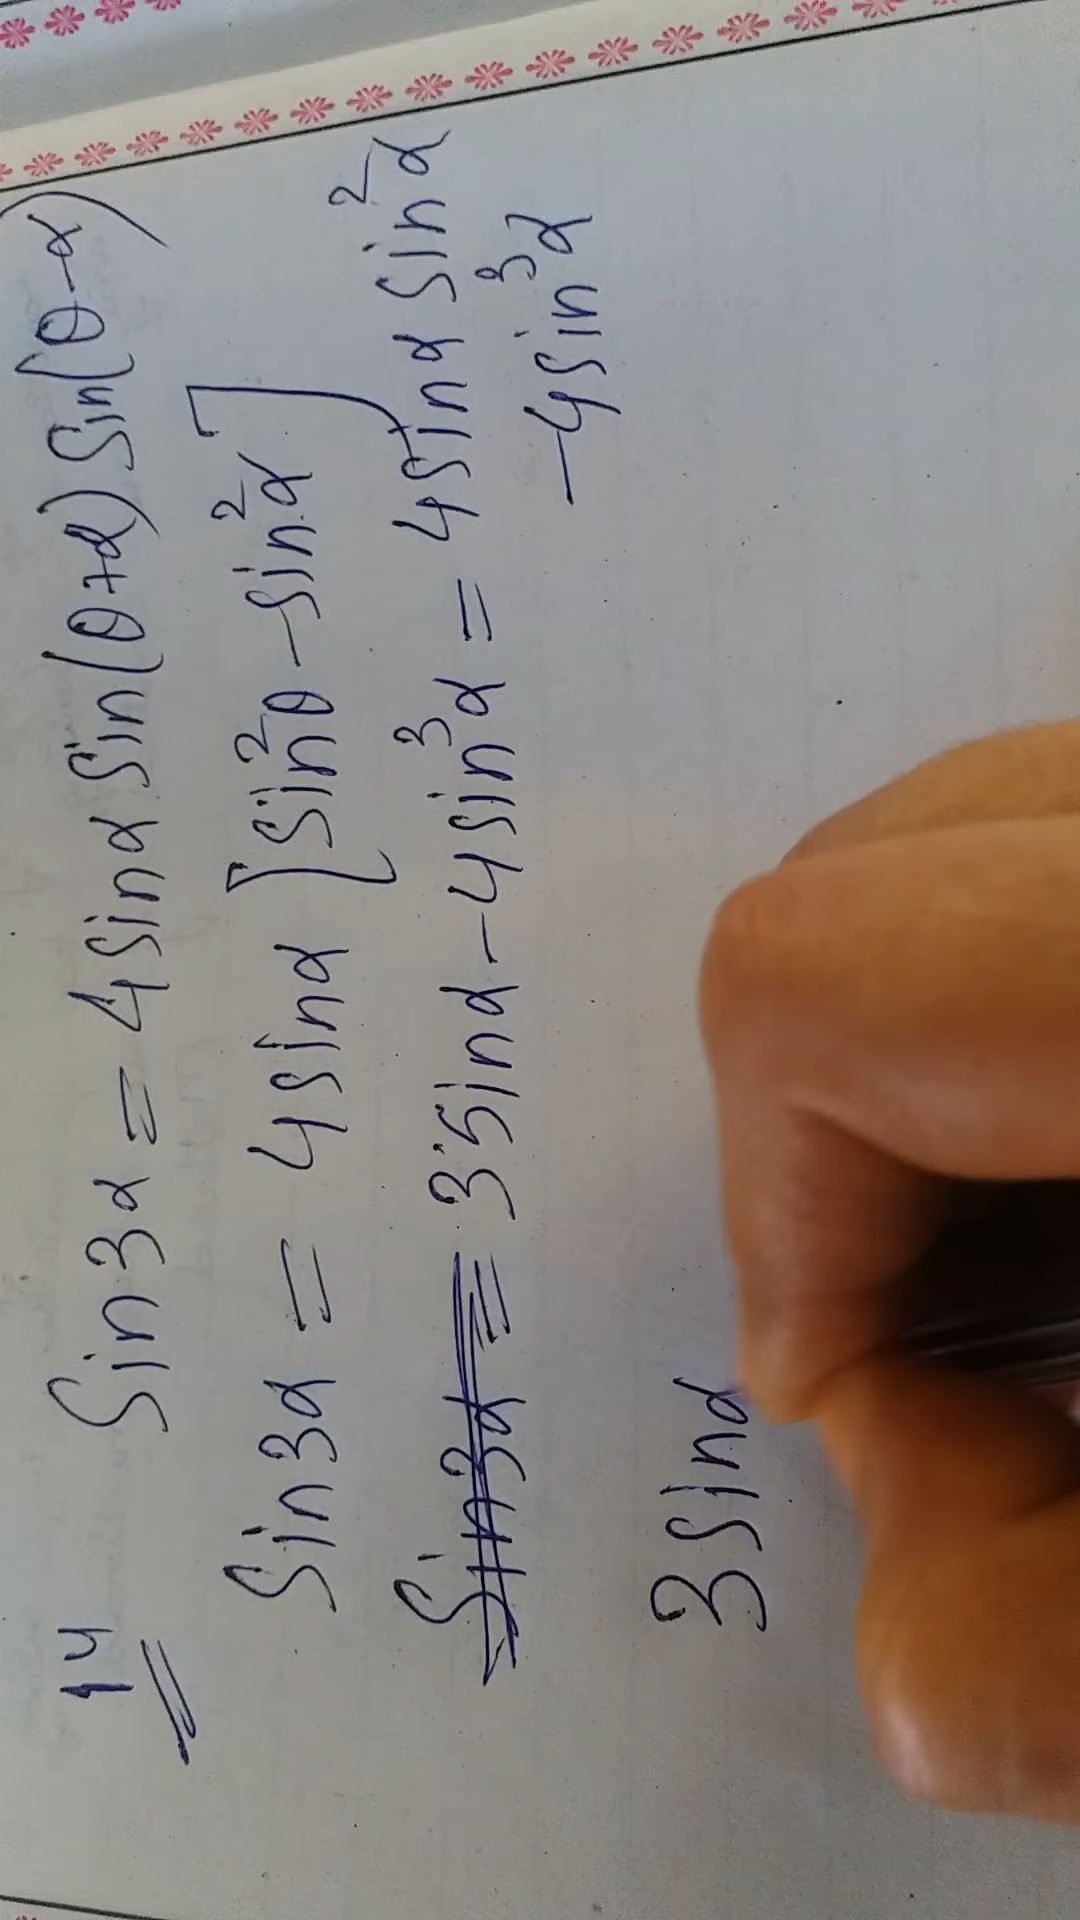 14 Sin3α = 4sinα sin(θ+α) Sin(θ-α)
Sin3α = 4sinα [sin²θ - sin²α]
Sin3α = 3sinα - 4sin³α = 4sinα sin²α
-4sin³α
3sinα